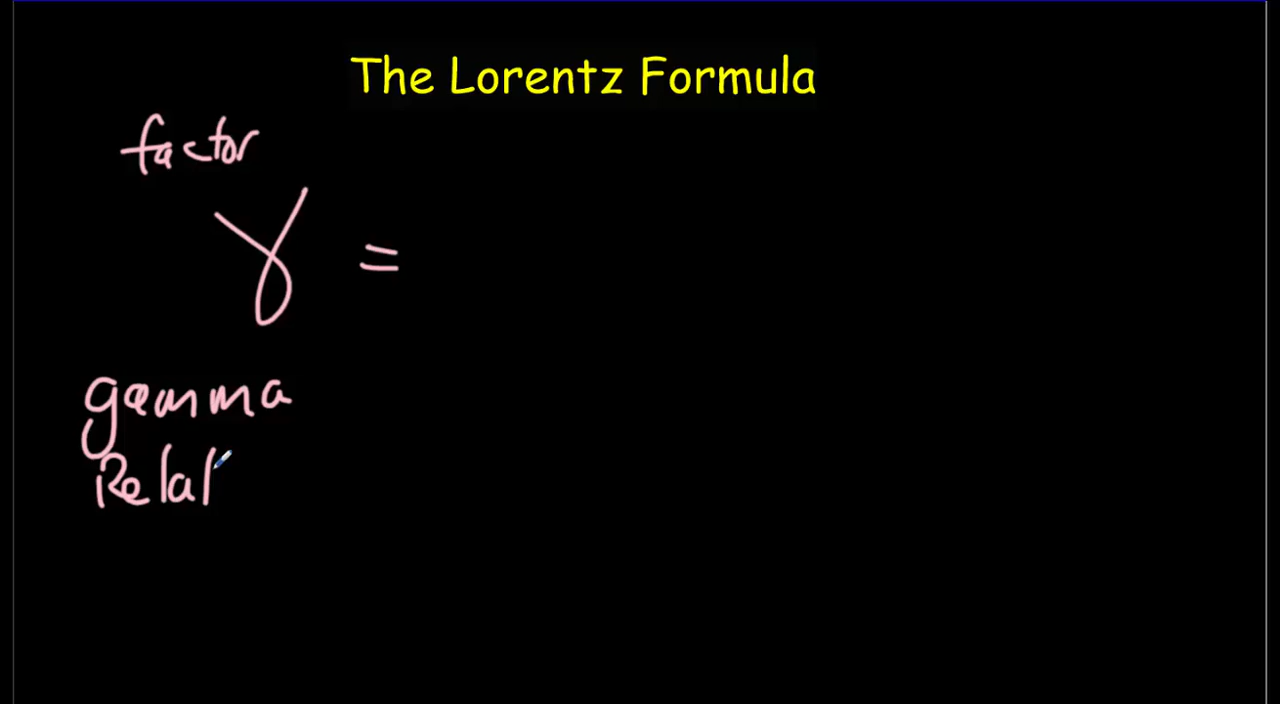 The Lorentz Formula
factor
γ =
gamma
Relat